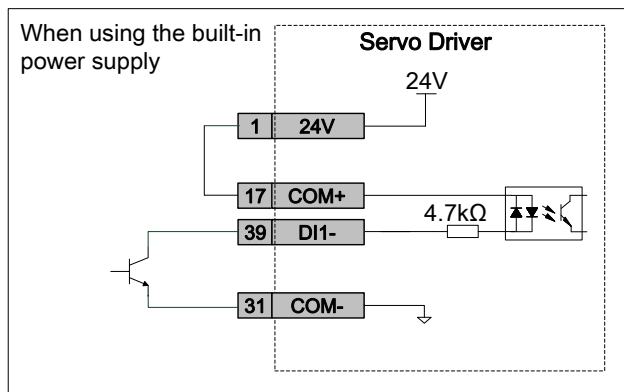 When using the built-in
power supply
Servo Driver
24V
1 24V
17 COM+
4.7kΩ
39 DI1-
31 COM-